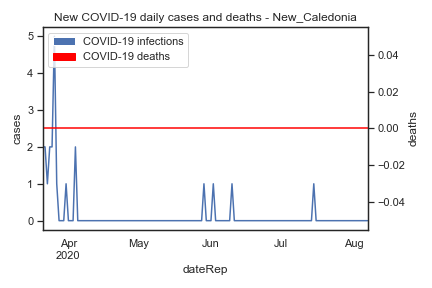 New COVID-19 daily cases and deaths - New_Caledonia
COVID-19 infections
COVID-19 deaths
5
4
3
2
1
0
cases
0.04
0.02
0.00
−0.02
−0.04
deaths
Apr May Jun Jul Aug
2020
dateRep